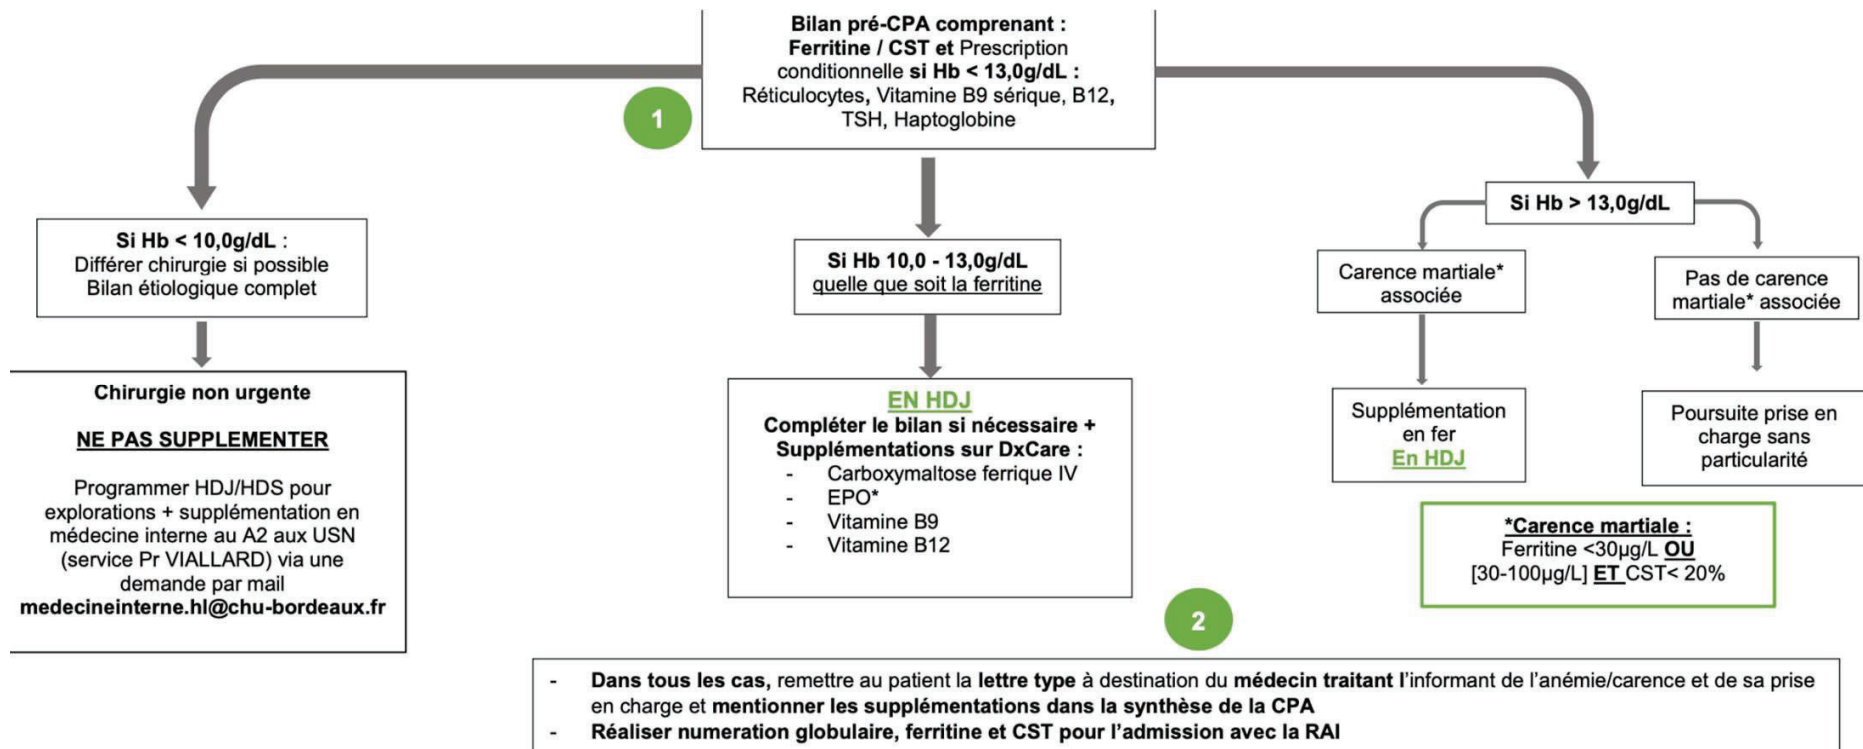 Bilan pré-CPA comprenant :
Ferritine / CST et Prescription
conditionnelle si Hb < 13,0g/dL :
Réticulocytes, Vitamine B9 sérique, B12,
TSH, Haptoglobine
1
Si Hb < 10,0g/dL :
Différer chirurgie si possible
Bilan étiologique complet
Chirurgie non urgente
NE PAS SUPPLEMENTER
Programmer HDJ/HDS pour
explorations + supplémentation en
médecine interne au A2 aux USN
(service Pr VIALLARD) via une
demande par mail
medecineinterne.hl@chu-bordeaux.fr
Si Hb 10,0 - 13,0g/dL
quelle que soit la ferritine
EN HDJ
Compléter le bilan si nécessaire +
Supplémentations sur DxCare :
- Carboxymaltose ferrique IV
- EPO*
- Vitamine B9
- Vitamine B12
Si Hb > 13,0g/dL
Carence martiale*
associée
Supplémentation
en fer
En HDJ
Pas de carence
martiale* associée
Poursuite prise en
charge sans
particularité
*Carence martiale :
Ferritine <30µg/L OU
[30-100µg/L] ET CST< 20%
2
- Dans tous les cas, remettre au patient la lettre type à destination du médecin traitant l'informant de l'anémie/carence et de sa prise
en charge et mentionner les supplémentations dans la synthèse de la CPA
- Réaliser numeration globulaire, ferritine et CST pour l'admission avec la RAI